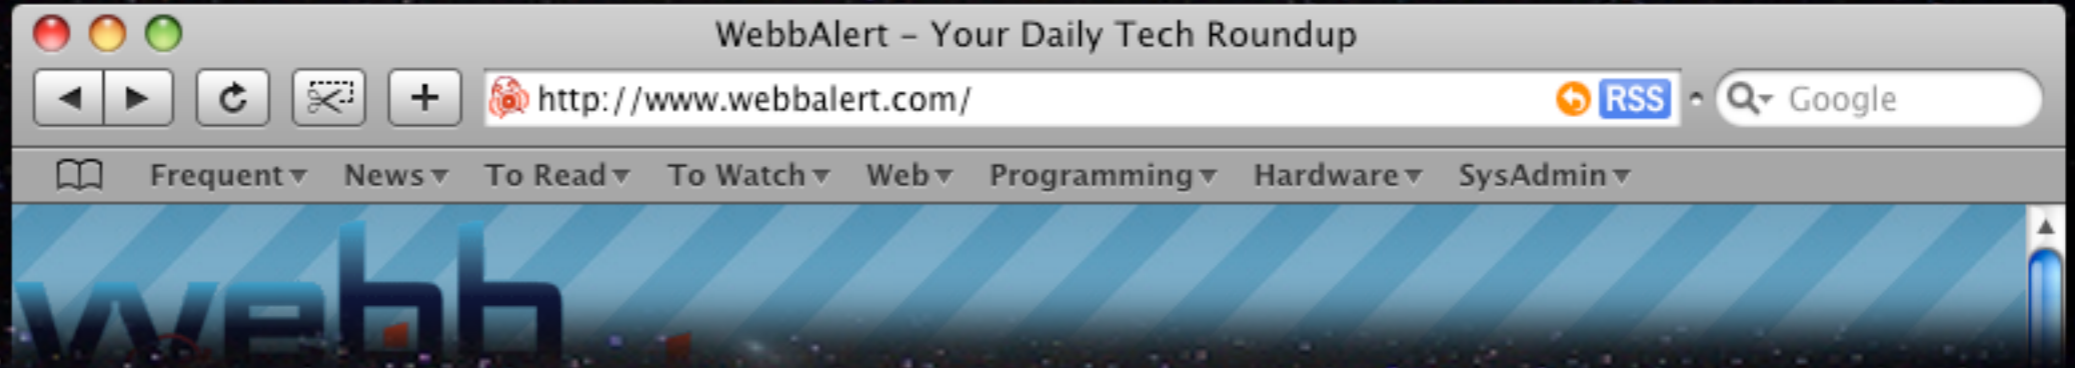 WebbAlert – Your Daily Tech Roundup
http://www.webbalert.com/ RSS Google
Frequent News To Read To Watch Web Programming Hardware SysAdmin
webb